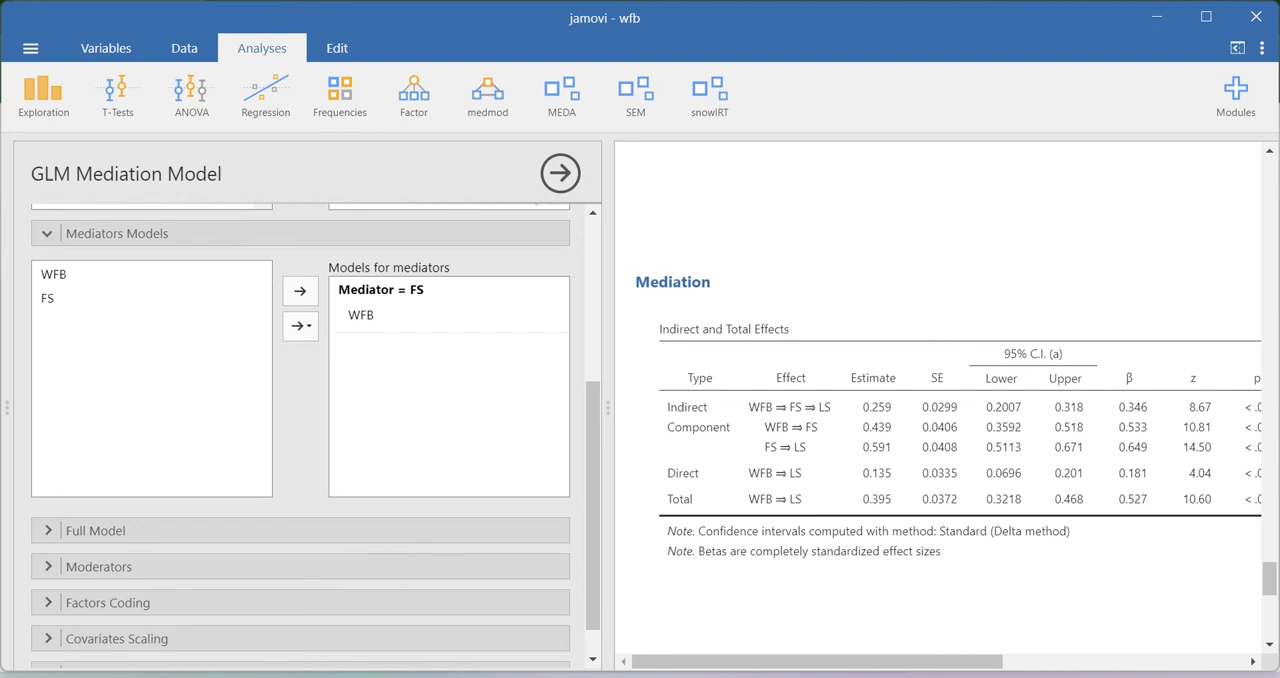 jamovi - wfb
Variables Data Analyses Edit
Exploration T-Tests ANOVA Regression Frequencies Factor medmod MEDA SEM snowIRT Modules
GLM Mediation Model
Mediators Models
WFB
FS
Models for mediators
Mediator = FS
WFB
Full Model
Moderators
Factors Coding
Covariates Scaling
Mediation
Indirect and Total Effects
95% C.I. (a)
Type Effect Estimate SE Lower Upper β z p
Indirect WFB ⇒ FS ⇒ LS 0.259 0.0299 0.2007 0.318 0.346 8.67 < .0
Component WFB ⇒ FS 0.439 0.0406 0.3592 0.518 0.533 10.81 < .0
FS ⇒ LS 0.591 0.0408 0.5113 0.671 0.649 14.50 < .0
Direct WFB ⇒ LS 0.135 0.0335 0.0696 0.201 0.181 4.04 < .0
Total WFB ⇒ LS 0.395 0.0372 0.3218 0.468 0.527 10.60 < .0
Note. Confidence intervals computed with method: Standard (Delta method)
Note. Betas are completely standardized effect sizes